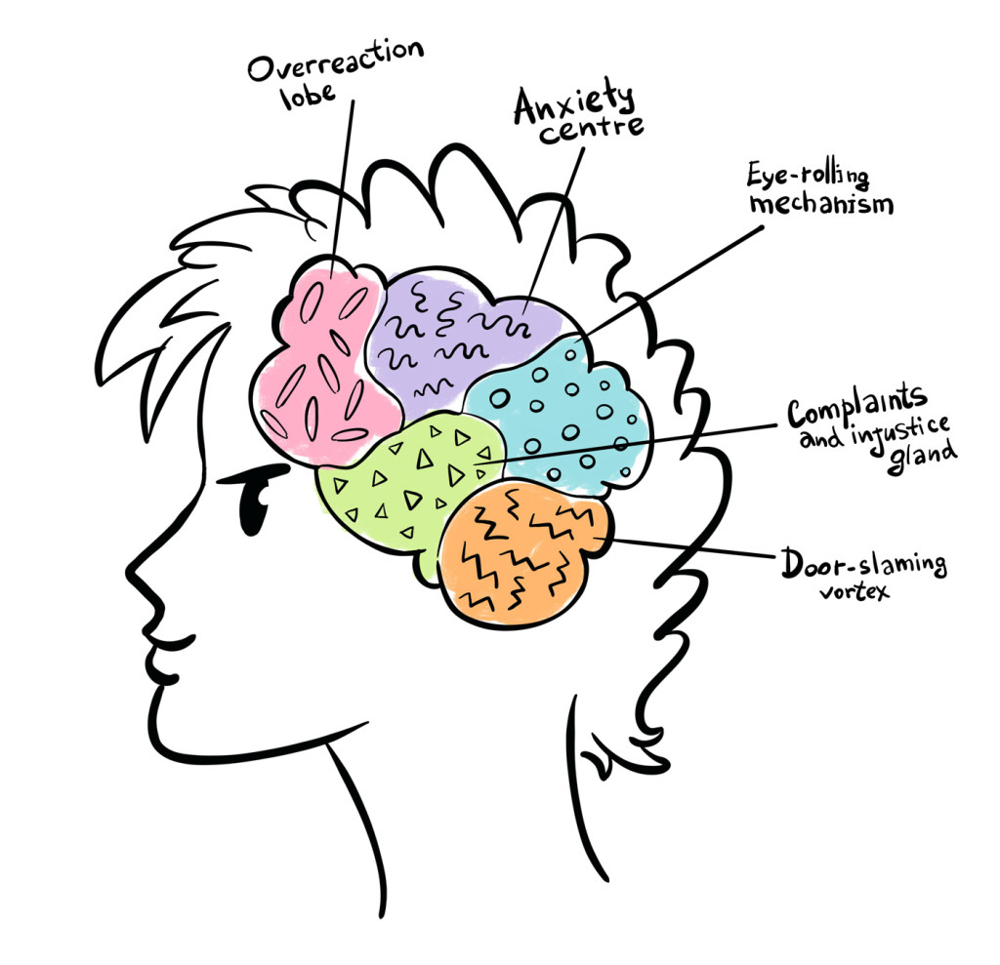 Overreaction
lobe
Anxiety
centre
Eye-rolling
mechanism
Complaints
and injustice
gland
Door-slaming
vortex